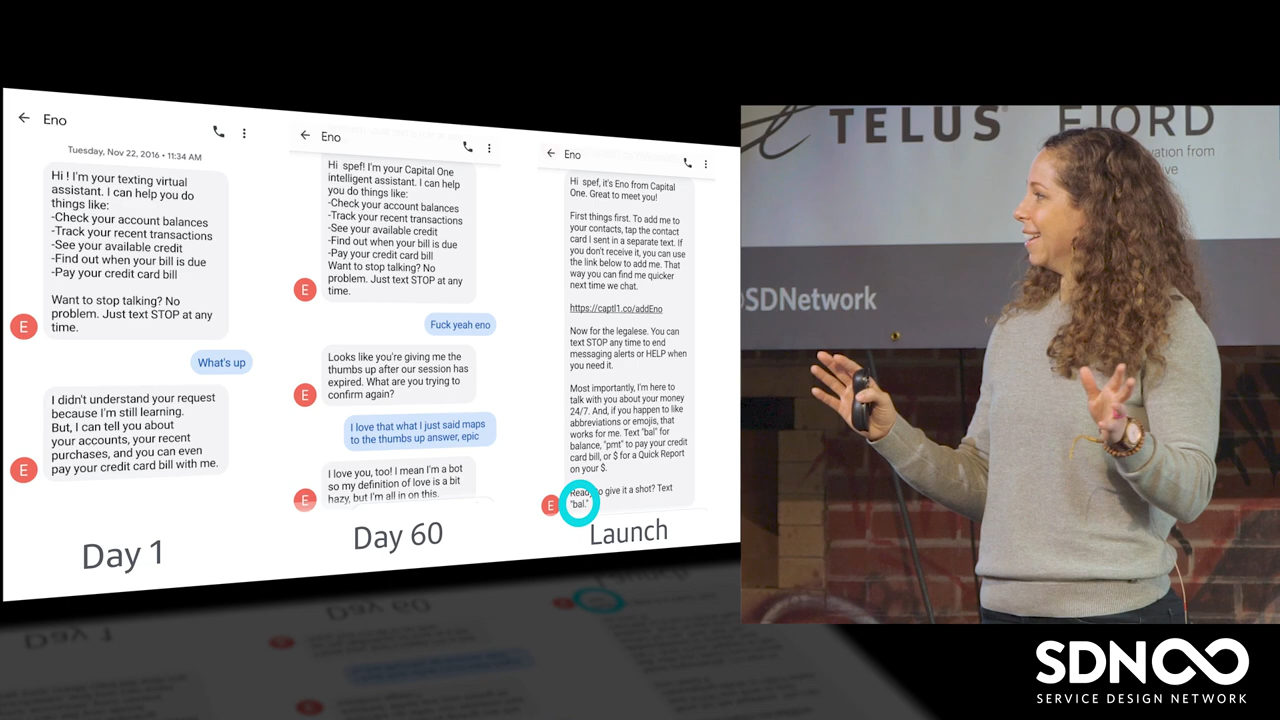 Eno
Tuesday, Nov 22, 2016 • 11:34 AM
Hi ! I'm your texting virtual
assistant. I can help you do
things like:
-Check your account balances
-Track your recent transactions
-See your available credit
-Find out when your bill is due
-Pay your credit card bill
Want to stop talking? No
problem. Just text STOP at any
time.
E
What's up
I didn't understand your request
because I'm still learning.
But, I can tell you about
your accounts, your recent
purchases, and you can even
pay your credit card bill with me.
E
Day 1
Eno
Hi spef! I'm your Capital One
intelligent assistant. I can help
you do things like:
-Check your account balances
-Track your recent transactions
-See your available credit
-Find out when your bill is due
-Pay your credit card bill
Want to stop talking? No
problem. Just text STOP at any
time.
E
Fuck yeah eno
Looks like you're giving me the
thumbs up after our session has
expired. What are you trying to
confirm again?
E
I love that what I just said maps
to the thumbs up answer, epic
I love you, too! I mean I'm a bot
so my definition of love is a bit
hazy, but I'm all in on this.
E
Day 60
Eno
Hi spef, it's Eno from Capital
One. Great to meet you!
First things first. To add me to
your contacts, tap the contact
card I sent in a separate text. If
you don't receive it, you can use
the link below to add me. That
way you can find me quicker
next time we chat.
https://captl1.co/addEno
Now for the legalese. You can
text STOP any time to end
messaging alerts or HELP when
you need it.
Most importantly, I'm here to
talk with you about your money
24/7. And, if you happen to like
abbreviations or emojis, that
works for me. Text "bal" for
balance, "pmt" to pay your credit
card bill, or $ for a Quick Report
on your $.
Ready to give it a shot? Text
"bal."
E
Launch
TELUS
FJORD
vation from
ive
@SDNetwork
SDN
SERVICE DESIGN NETWORK